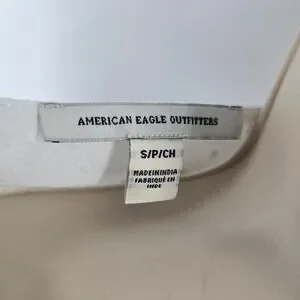 AMERICAN EAGLE OUTFITTERS
S/P/CH
MADE IN INDIA
FABRIQUÉ EN
INDE